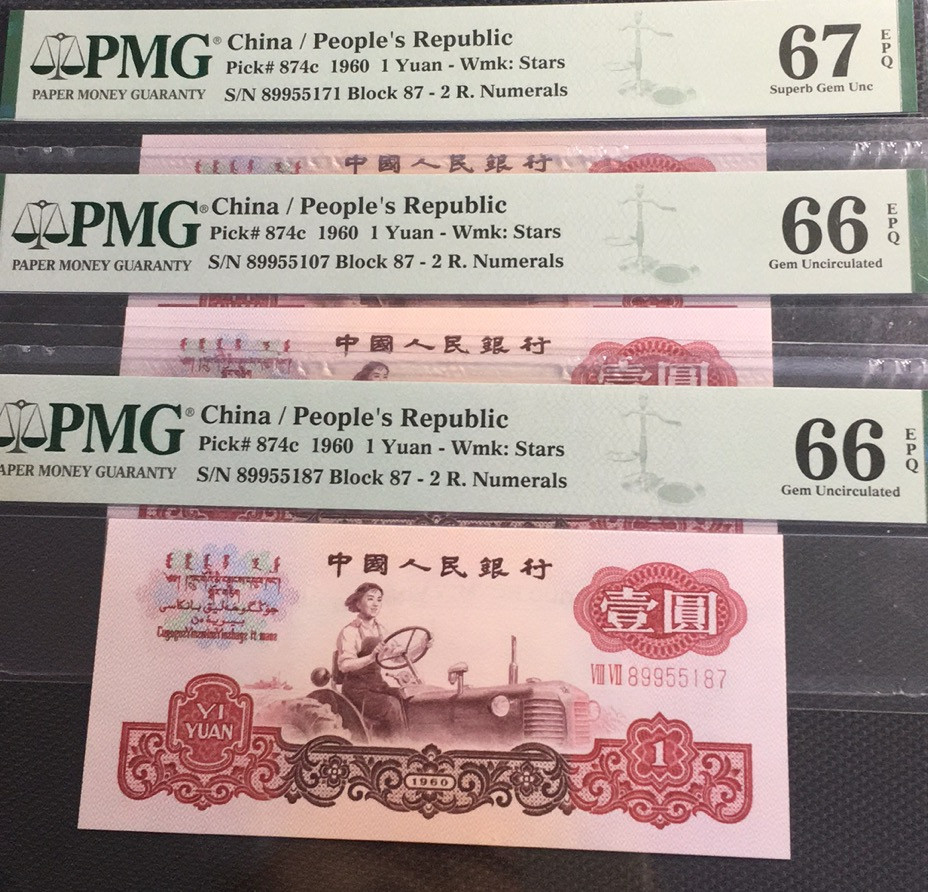 PMG®
PAPER MONEY GUARANTY
China / People's Republic
Pick# 874c 1960 1 Yuan - Wmk: Stars
S/N 89955171 Block 87 - 2 R. Numerals
67
EPQ
Superb Gem Unc
中國人民銀行
PMG®
PAPER MONEY GUARANTY
China / People's Republic
Pick# 874c 1960 1 Yuan - Wmk: Stars
S/N 89955107 Block 87 - 2 R. Numerals
66
EPQ
Gem Uncirculated
中國人民銀行
壹圓
PMG®
APER MONEY GUARANTY
China / People's Republic
Pick# 874c 1960 1 Yuan - Wmk: Stars
S/N 89955187 Block 87 - 2 R. Numerals
66
EPQ
Gem Uncirculated
中國人民銀行
壹圓
VIII VII 89955187
YI
YUAN
1960
1